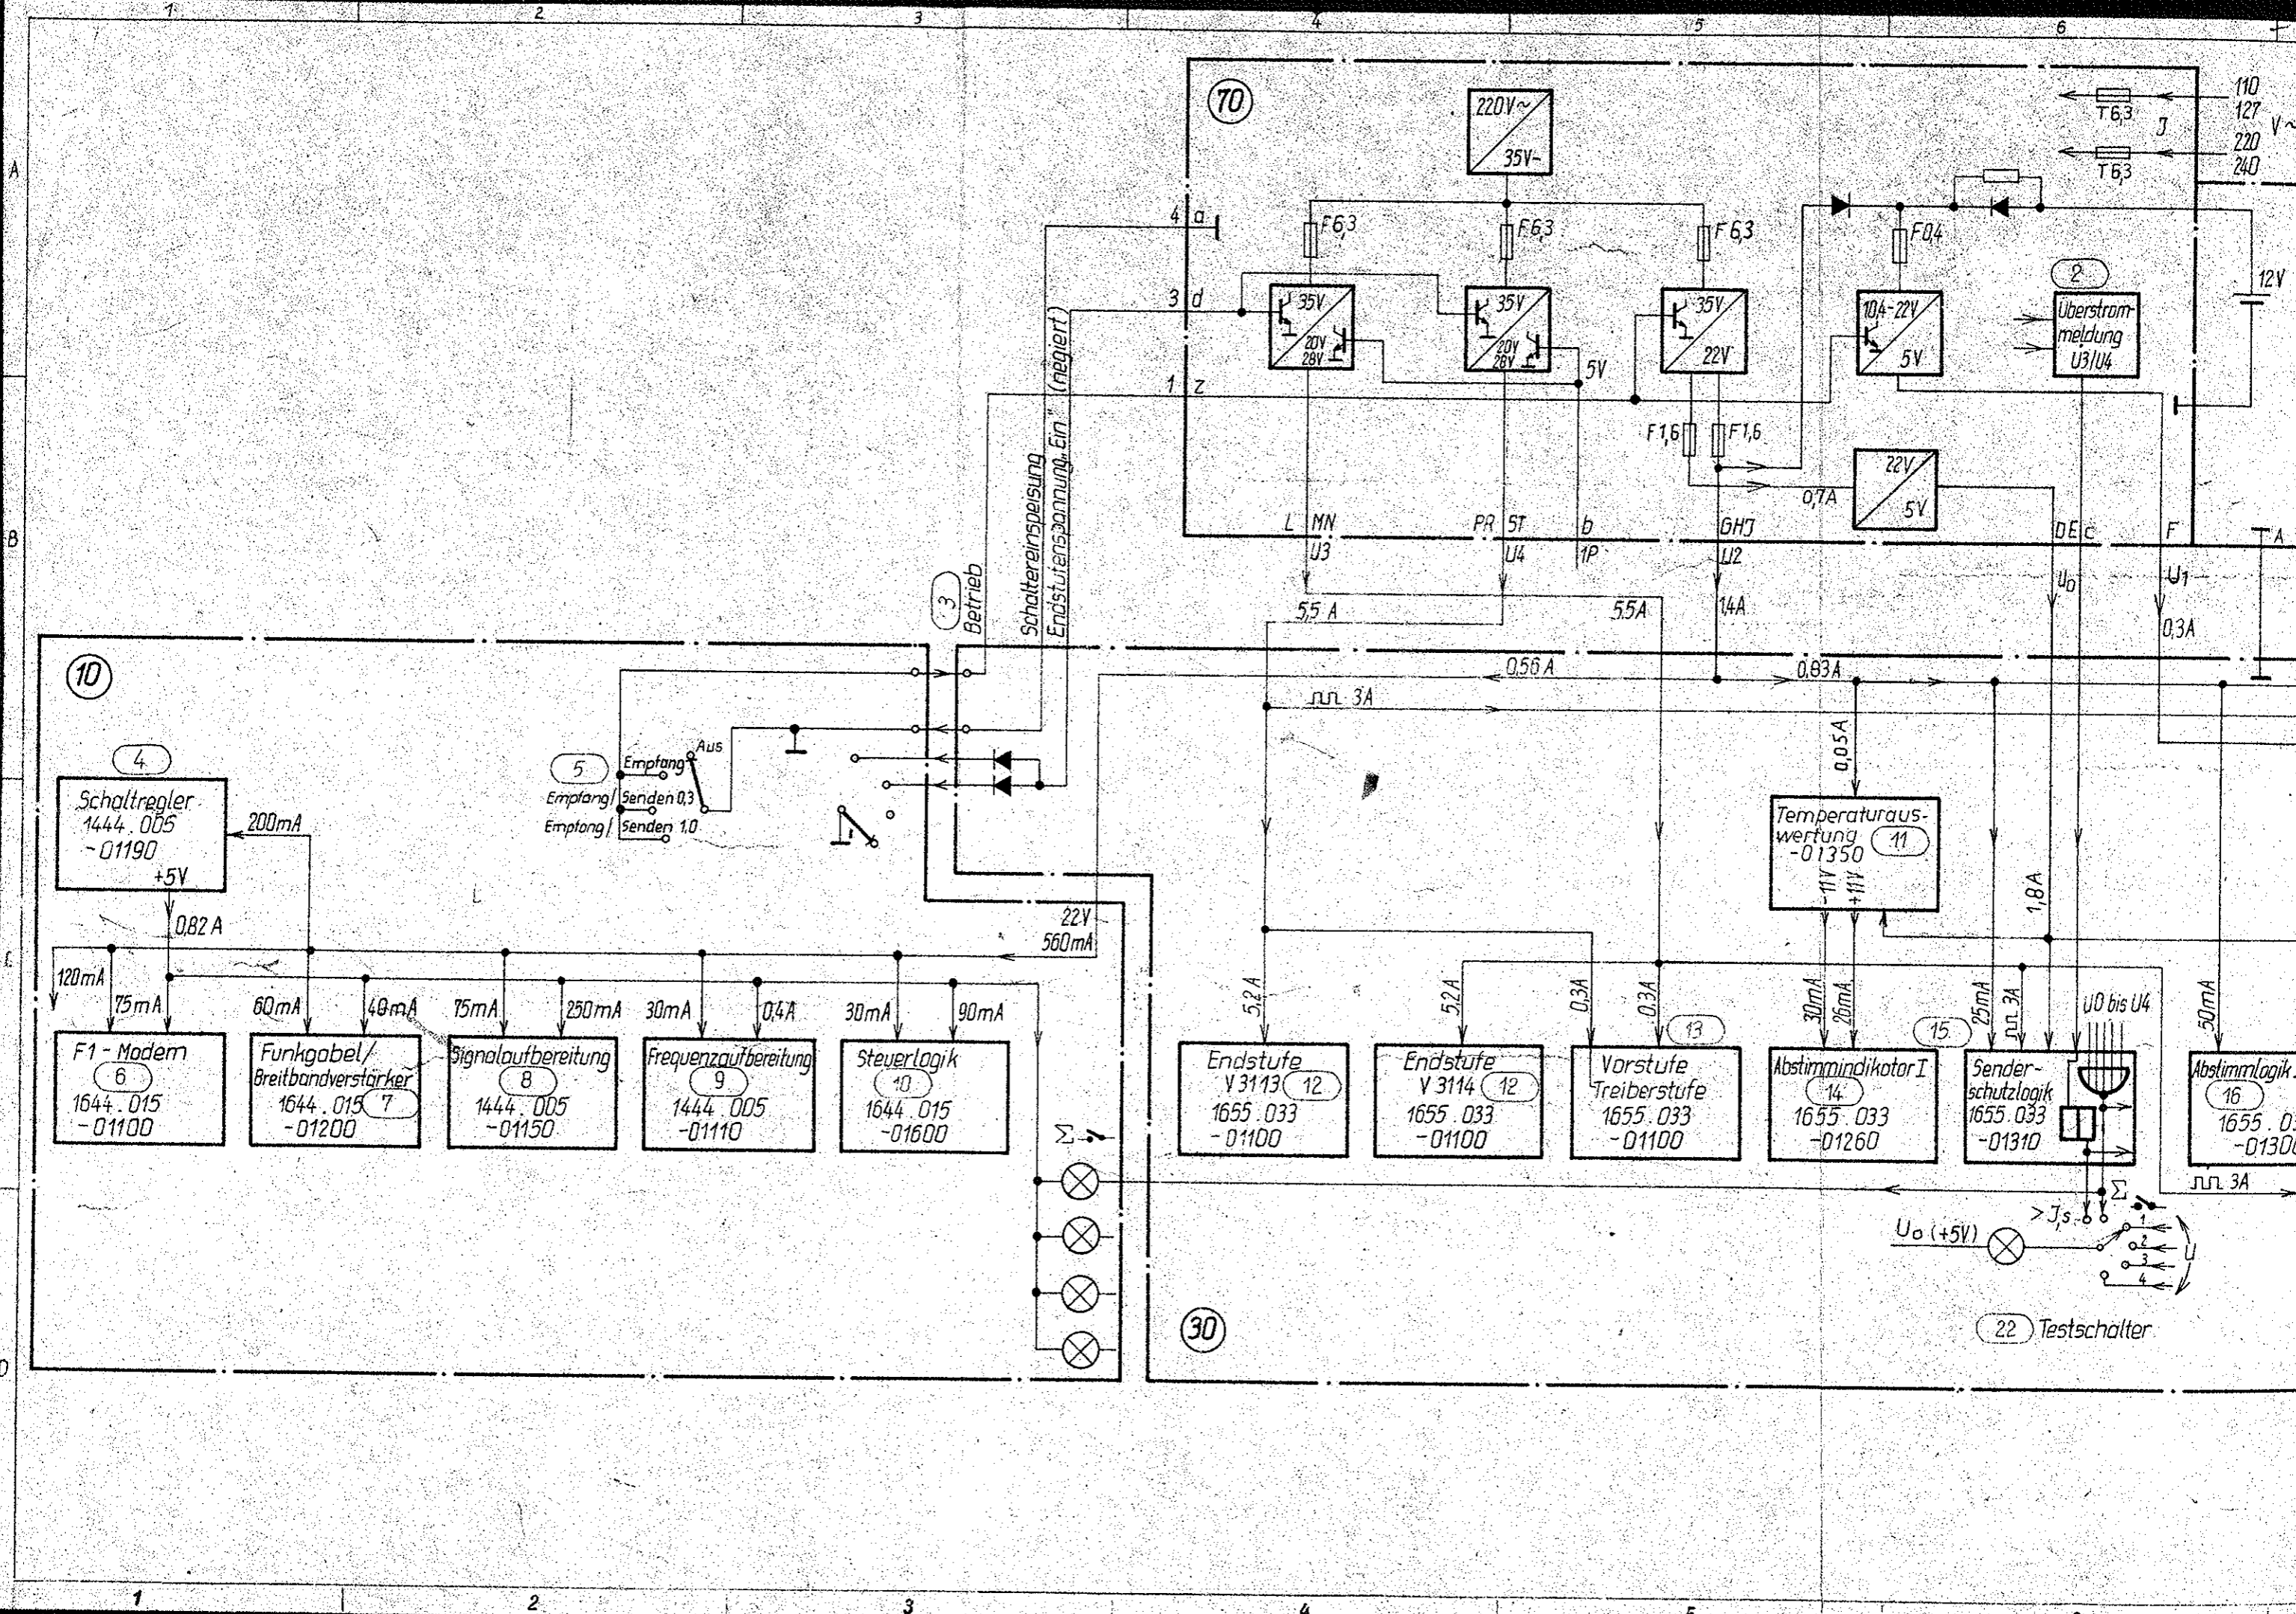 1
2
3
4
5
6
A
B
C
D
70
220V~
35V-
T 6,3
T 6,3
J
110
127
220
240
V~
4
a
F6,3
F6,3
F6,3
F0,4
12V
3
d
35V
20V
28V
35V
20V
28V
35V
22V
10,4-22V
5V
2
Überstrom-
meldung
U3/U4
1
z
5V
F1,6
F1,6
22V
5V
0,7A
L
MN
PR
ST
b
GHJ
DE
C
F
A
U3
U4
1P
U2
U0
U1
5,5 A
5,5A
1,4A
0,3A
3
Betrieb
Schaltereinspeisung
Endstufenspannung „Ein" (negiert)
10
0,56 A
0,83A
3A
0,05A
4
Schaltregler
1444.005
-01190
+5V
200mA
0,82 A
5
Aus
Empfang
Empfang/ Senden 0,3
Empfang/ Senden 1,0
Temperaturaus-
wertung
-01350
11
-11V
+11V
1,8A
22V
560mA
120mA
75mA
60mA
40mA
75mA
250mA
30mA
0,4A
30mA
90mA
5,2A
5,2A
0,3A
0,3A
30mA
26mA
25mA
3A
U0 bis U4
50mA
F1-Modem
6
1644.015
-01100
Funkgabel/
Breitbandverstärker
1644.015
7
-01200
Signalaufbereitung
8
1444.005
-01150
Frequenzaufbereitung
9
1444.005
-01110
Steuerlogik
10
1644.015
-01600
Endstufe
V3113
12
1655.033
-01100
Endstufe
V 3114
12
1655.033
-01100
13
Vorstufe
Treiberstufe
1655.033
-01100
Abstimmindikator I
14
1655.033
-01260
15
Sender-
schutzlogik
1655.033
-01310
Abstimmlogik
16
1655.0
-0130
Σ
3A
Σ
>J,s
U0 (+5V)
1
2
3
4
U
30
22
Testschalter
1
2
3
4